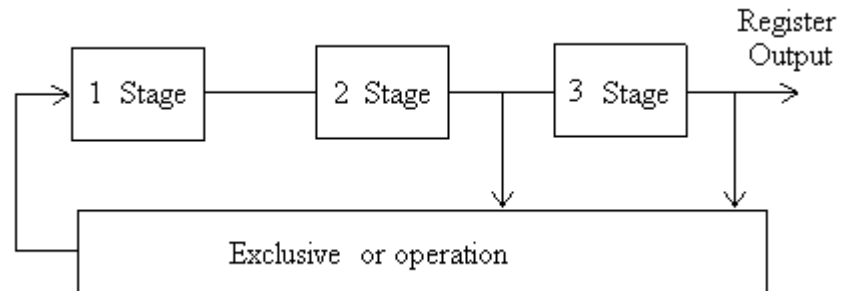 Register
Output
1 Stage
2 Stage
3 Stage
Exclusive or operation